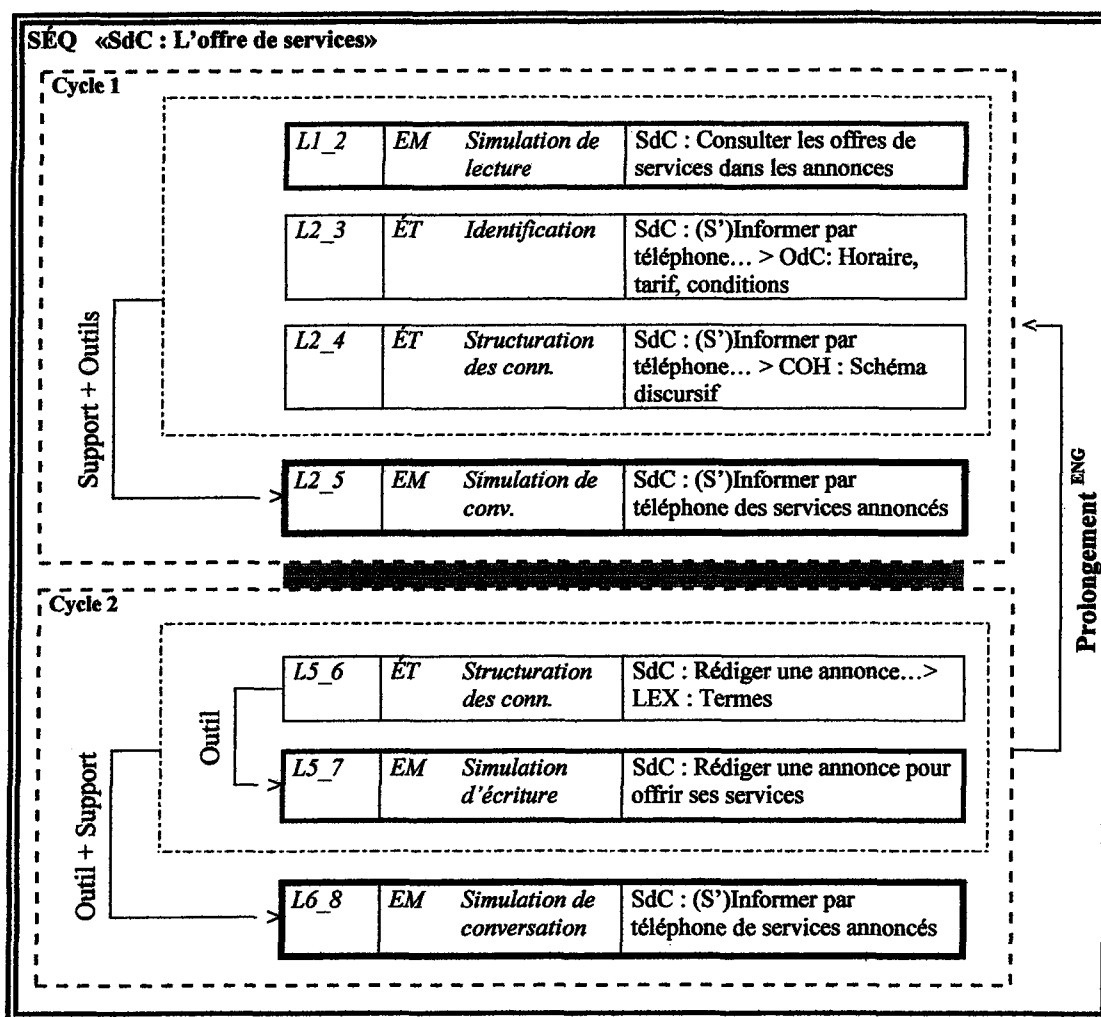 SÉQ «SdC : L'offre de services»
Cycle 1
L1_2 EM Simulation de SdC : Consulter les offres de
lecture services dans les annonces
L2_3 ÉT Identification SdC : (S')Informer par
téléphone… > OdC: Horaire,
tarif, conditions
L2_4 ÉT Structuration SdC : (S')Informer par
des conn. téléphone… > COH : Schéma
discursif
Support + Outils
L2_5 EM Simulation de SdC : (S')Informer par
conv. téléphone des services annoncés
Prolongement ENG
Cycle 2
L5_6 ÉT Structuration SdC : Rédiger une annonce…>
des conn. LEX : Termes
Outil
L5_7 EM Simulation SdC : Rédiger une annonce pour
d'écriture offrir ses services
Outil + Support
L6_8 EM Simulation de SdC : (S')Informer par
conversation téléphone de services annoncés